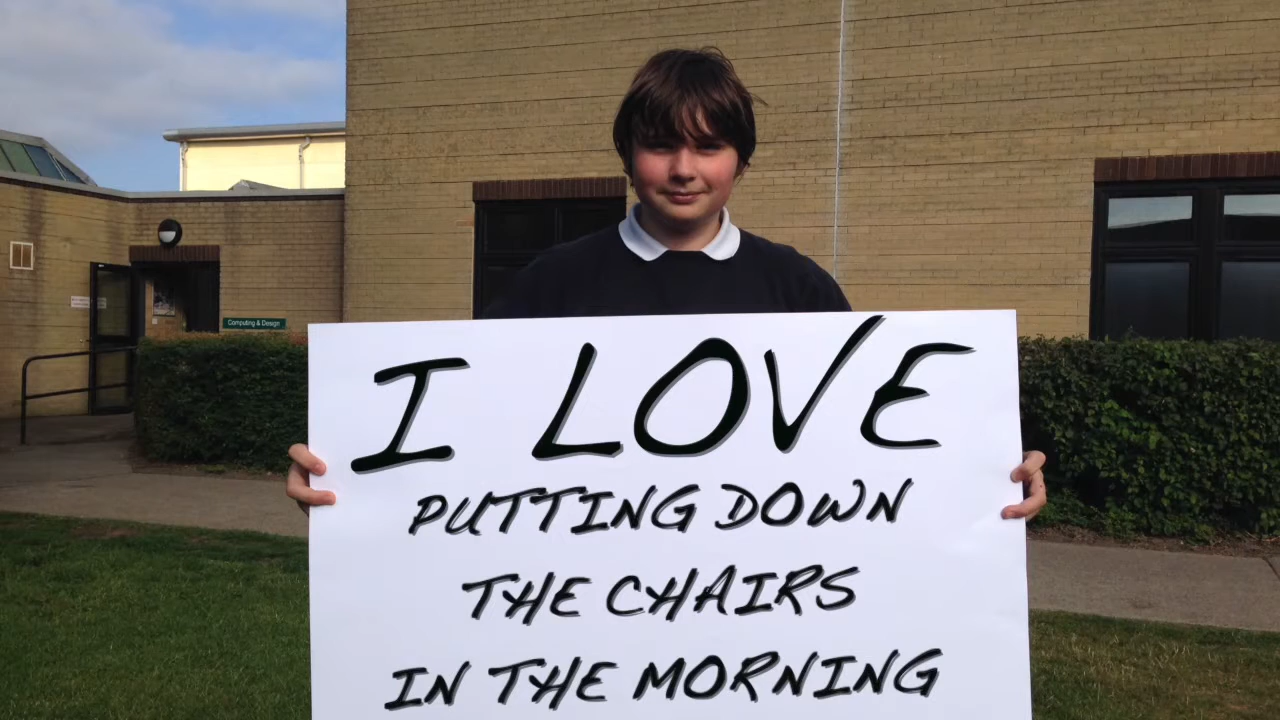 Computing & Design
I LOVE
PUTTING DOWN
THE CHAIRS
IN THE MORNING